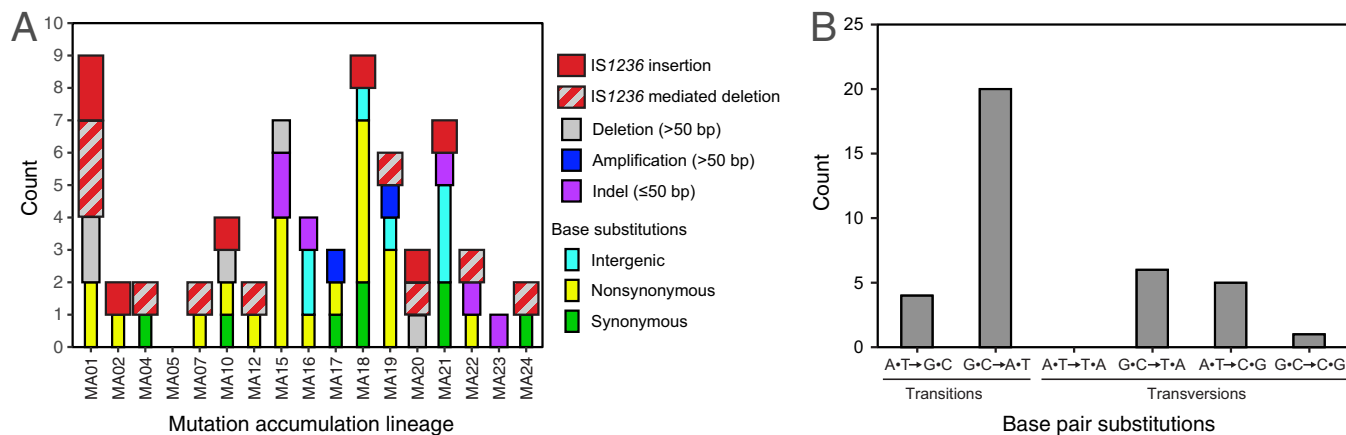 A
10
9
8
7
6
5
4
3
2
1
0
Count
MA01
MA02
MA04
MA05
MA07
MA10
MA12
MA15
MA16
MA17
MA18
MA19
MA20
MA21
MA22
MA23
MA24
Mutation accumulation lineage
IS1236 insertion
IS1236 mediated deletion
Deletion (>50 bp)
Amplification (>50 bp)
Indel (≤50 bp)
Base substitutions
Intergenic
Nonsynonymous
Synonymous
B
25
20
15
10
5
0
Count
A•T→G•C G•C→A•T A•T→T•A G•C→T•A A•T→C•G G•C→C•G
Transitions Transversions
Base pair substitutions